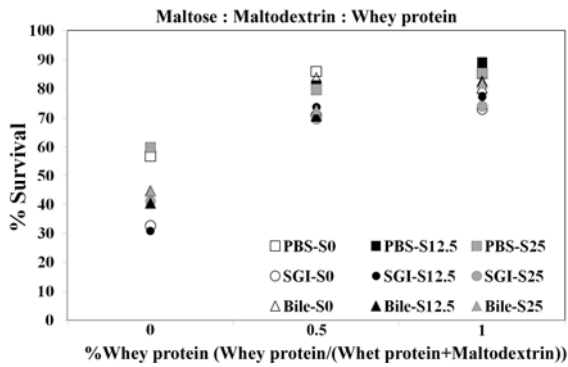 Maltose : Maltodextrin : Whey protein
% Survival
100
90
80
70
60
50
40
30
20
10
0
PBS-S0 PBS-S12.5 PBS-S25
SGI-S0 SGI-S12.5 SGI-S25
Bile-S0 Bile-S12.5 Bile-S25
0 0.5 1
%Whey protein (Whey protein/(Whet protein+Maltodextrin))